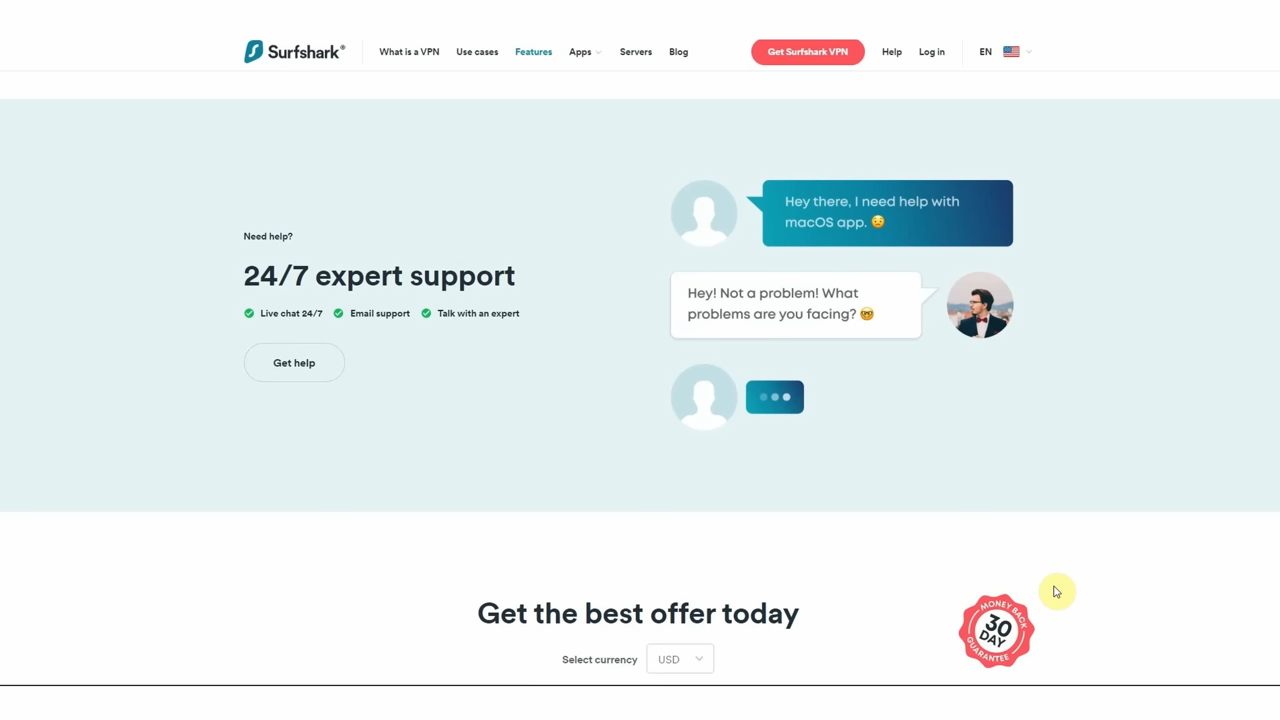 Surfshark®
What is a VPN
Use cases
Features
Apps
Servers
Blog
Get Surfshark VPN
Help
Log in
EN
Need help?
24/7 expert support
Live chat 24/7
Email support
Talk with an expert
Get help
Hey there, I need help with
macOS app. 😟
Hey! Not a problem! What
problems are you facing? 🤓
Get the best offer today
Select currency
USD
MONEY BACK
30
DAY
GUARANTEE